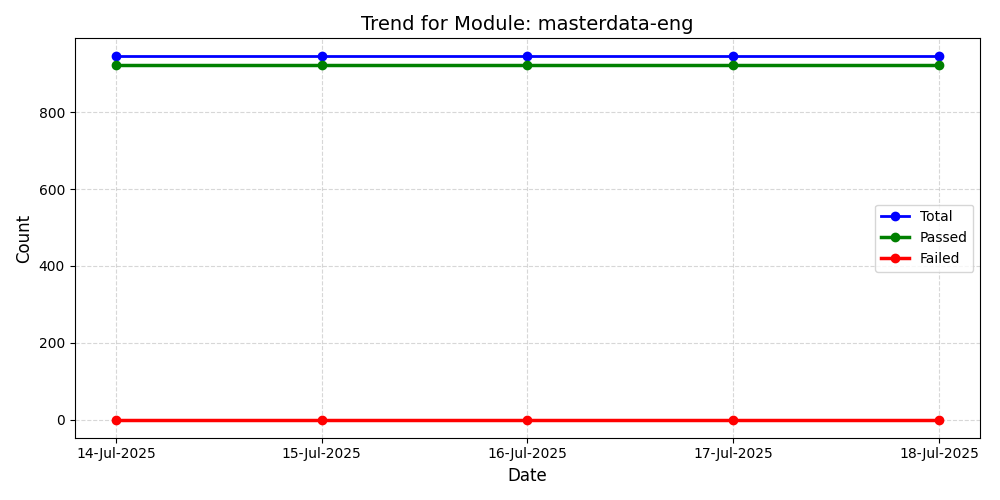 Trend for Module: masterdata-eng
Count
800
600
400
200
0
Total
Passed
Failed
14-Jul-2025
15-Jul-2025
16-Jul-2025
17-Jul-2025
18-Jul-2025
Date